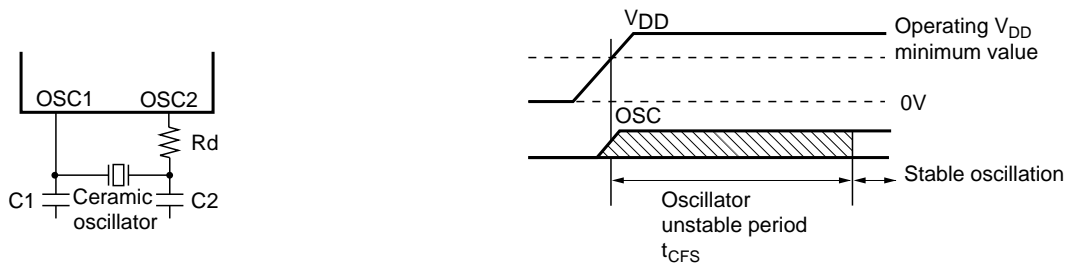 OSC1 OSC2
Rd
C1
Ceramic
oscillator
C2
VDD
Operating VDD
minimum value
0V
OSC
Stable oscillation
Oscillator
unstable period
tCFS